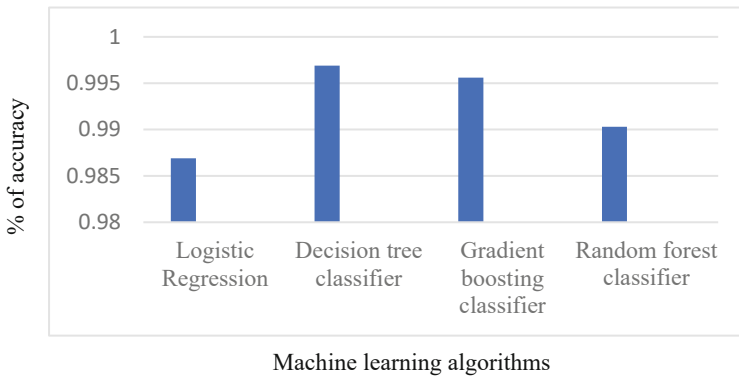 % of accuracy
1
0.995
0.99
0.985
0.98
Logistic
Regression
Decision tree
classifier
Gradient
boosting
classifier
Random forest
classifier
Machine learning algorithms